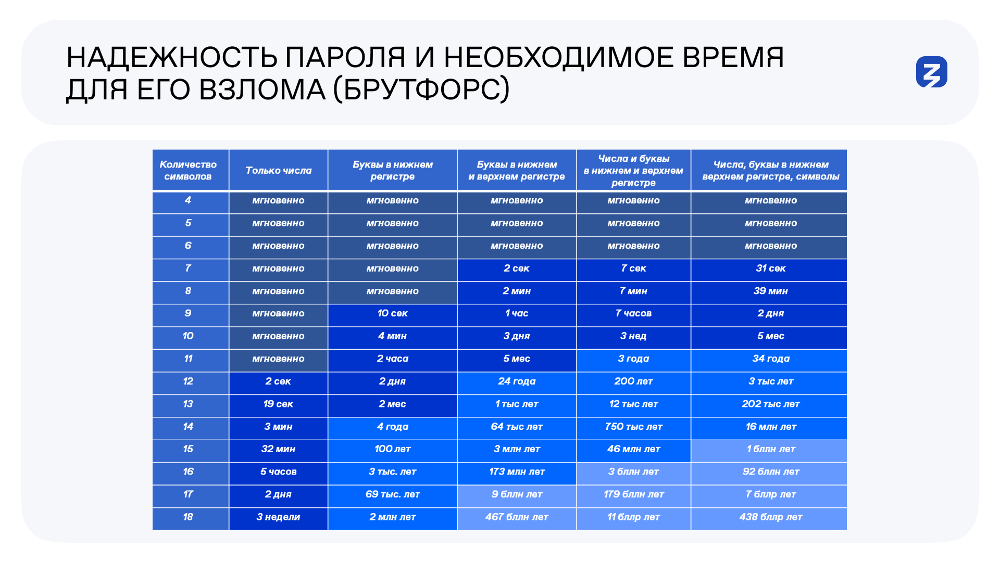 НАДЕЖНОСТЬ ПАРОЛЯ И НЕОБХОДИМОЕ ВРЕМЯ
ДЛЯ ЕГО ВЗЛОМА (БРУТФОРС)
Количество символов Только числа Буквы в нижнем регистре Буквы в нижнем и верхнем регистре Числа и буквы в нижнем и верхнем регистре Числа, буквы в нижнем верхнем регистре, символы
4 мгновенно мгновенно мгновенно мгновенно мгновенно
5 мгновенно мгновенно мгновенно мгновенно мгновенно
6 мгновенно мгновенно мгновенно мгновенно мгновенно
7 мгновенно мгновенно 2 сек 7 сек 31 сек
8 мгновенно мгновенно 2 мин 7 мин 39 мин
9 мгновенно 10 сек 1 час 7 часов 2 дня
10 мгновенно 4 мин 3 дня 3 нед 5 мес
11 мгновенно 2 часа 5 мес 3 года 34 года
12 2 сек 2 дня 24 года 200 лет 3 тыс лет
13 19 сек 2 мес 1 тыс лет 12 тыс лет 202 тыс лет
14 3 мин 4 года 64 тыс лет 750 тыс лет 16 млн лет
15 32 мин 100 лет 3 млн лет 46 млн лет 1 бллн лет
16 5 часов 3 тыс. лет 173 млн лет 3 бллн лет 92 бллн лет
17 2 дня 69 тыс. лет 9 бллн лет 179 бллн лет 7 бллр лет
18 3 недели 2 млн лет 467 бллн лет 11 бллр лет 438 бллр лет